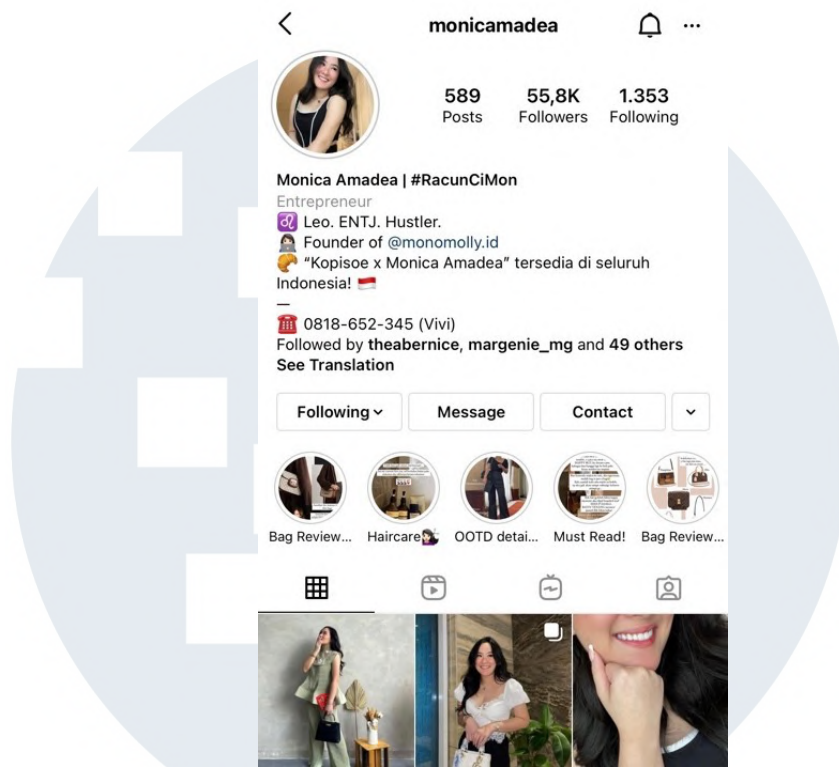 monicamadea
589 55,8K 1.353
Posts Followers Following
Monica Amadea | #RacunCiMon
Entrepreneur
♌ Leo. ENTJ. Hustler.
👩🏻‍💻 Founder of @monomolly.id
🥐 “Kopisoe x Monica Amadea” tersedia di seluruh
Indonesia! 🇮🇩
—
☎️ 0818-652-345 (Vivi)
Followed by theabernice, margenie_mg and 49 others
See Translation
Following Message Contact
Bag Review... Haircare💇🏻‍♀️ OOTD detai... Must Read! Bag Review...